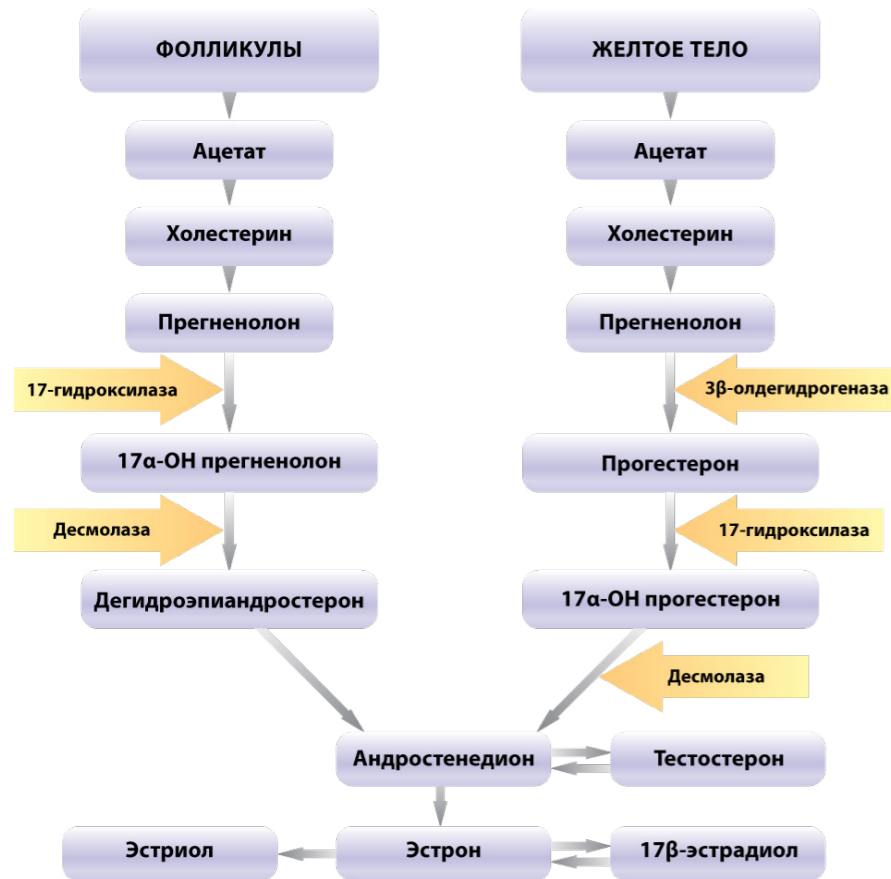 ФОЛЛИКУЛЫ
ЖЕЛТОЕ ТЕЛО
Ацетат
Ацетат
Холестерин
Холестерин
Прегненолон
Прегненолон
17-гидроксилаза
3β-олдегидрогеназа
17α-ОН прегненолон
Прогестерон
Десмолаза
17-гидроксилаза
Дегидроэпиандростерон
17α-ОН прогестерон
Десмолаза
Андростенедион
Тестостерон
Эстриол
Эстрон
17β-эстрадиол